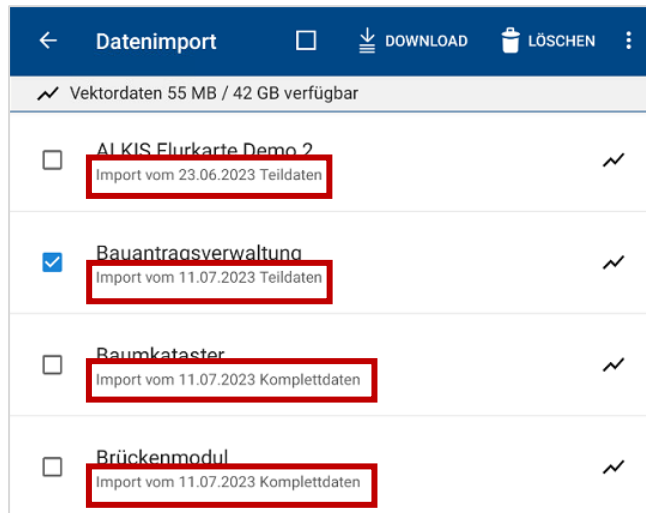 Datenimport DOWNLOAD LÖSCHEN
Vektordaten 55 MB / 42 GB verfügbar
ALKIS Flurkarte Demo 2
Import vom 23.06.2023 Teildaten
Bauantragsverwaltung
Import vom 11.07.2023 Teildaten
Baumkataster
Import vom 11.07.2023 Komplettdaten
Brückenmodul
Import vom 11.07.2023 Komplettdaten